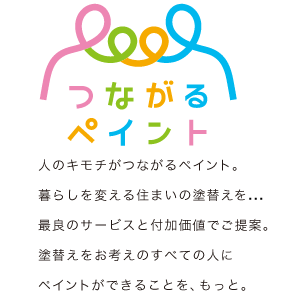 つながる
ペイント
人のキモチがつながるペイント。
暮らしを変える住まいの塗替えを…
最良のサービスと付加価値でご提案。
塗替えをお考えのすべての人に
ペイントができることを、もっと。